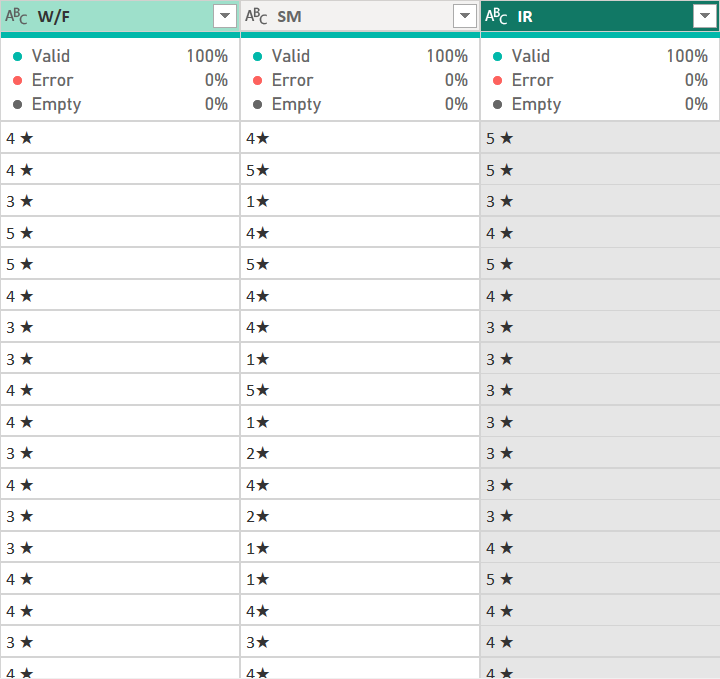 ABC W/F ABC SM ABC IR
Valid 100% Valid 100% Valid 100%
Error 0% Error 0% Error 0%
Empty 0% Empty 0% Empty 0%
4 ★ 4★ 5 ★
4 ★ 5★ 5 ★
3 ★ 1★ 3 ★
5 ★ 4★ 4 ★
5 ★ 5★ 5 ★
4 ★ 4★ 4 ★
3 ★ 4★ 3 ★
3 ★ 1★ 3 ★
4 ★ 5★ 3 ★
4 ★ 1★ 3 ★
3 ★ 2★ 3 ★
4 ★ 4★ 3 ★
3 ★ 2★ 3 ★
3 ★ 1★ 4 ★
4 ★ 1★ 5 ★
4 ★ 4★ 4 ★
3 ★ 3★ 4 ★
4 ★ 4★ 4 ★